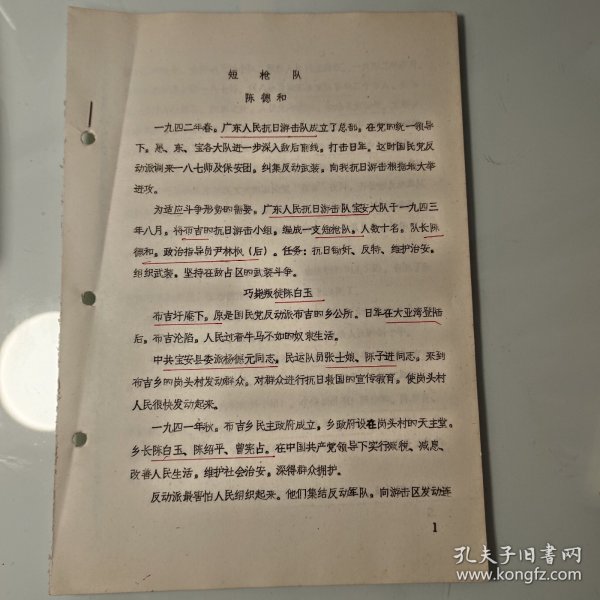 短枪队
陈德和
一九四二年春。广东人民抗日游击队成立了总部。在党的统一领导
下。惠、东、宝各大队进一步深入敌后前线。打击日军。这时国民党反
动派调来一八七师及保安团。纠集反动武装。向我抗日游击根据地大举
进攻。
为适应斗争形势的需要。广东人民抗日游击队宝安大队于一九四三
年八月。将布吉的抗日游击小组。编成一支短枪队。人数十名。队长陈
德和。政治指导员尹林根（后）。任务：抗日锄奸、反特、维护治安。
组织武装。坚持在敌占区的武装斗争。
巧毙叛徒陈白玉
布吉圩庵下。原是国民党反动派布吉的乡公所。日军在大亚湾登陆
后。布吉沦陷。人民过着牛马不如的奴隶生活。
中共宝安县委派杨德元同志。民运队员张士娘、陈子进同志。来到
布吉乡的岗头村发动群众。对群众进行抗日救国的宣传教育。使岗头村
人民很快发动起来。
一九四一年秋。布吉乡民主政府成立。乡政府设在岗头村的天主堂。
乡长陈白玉、陈绍平、曾宪占。在中国共产党领导下实行减税、减息、
改善人民生活。维护社会治安。深得群众拥护。
反动派最害怕人民组织起来。他们集结反动军队。向游击区发动连
1
孔夫子旧书网
www.kongfz.com